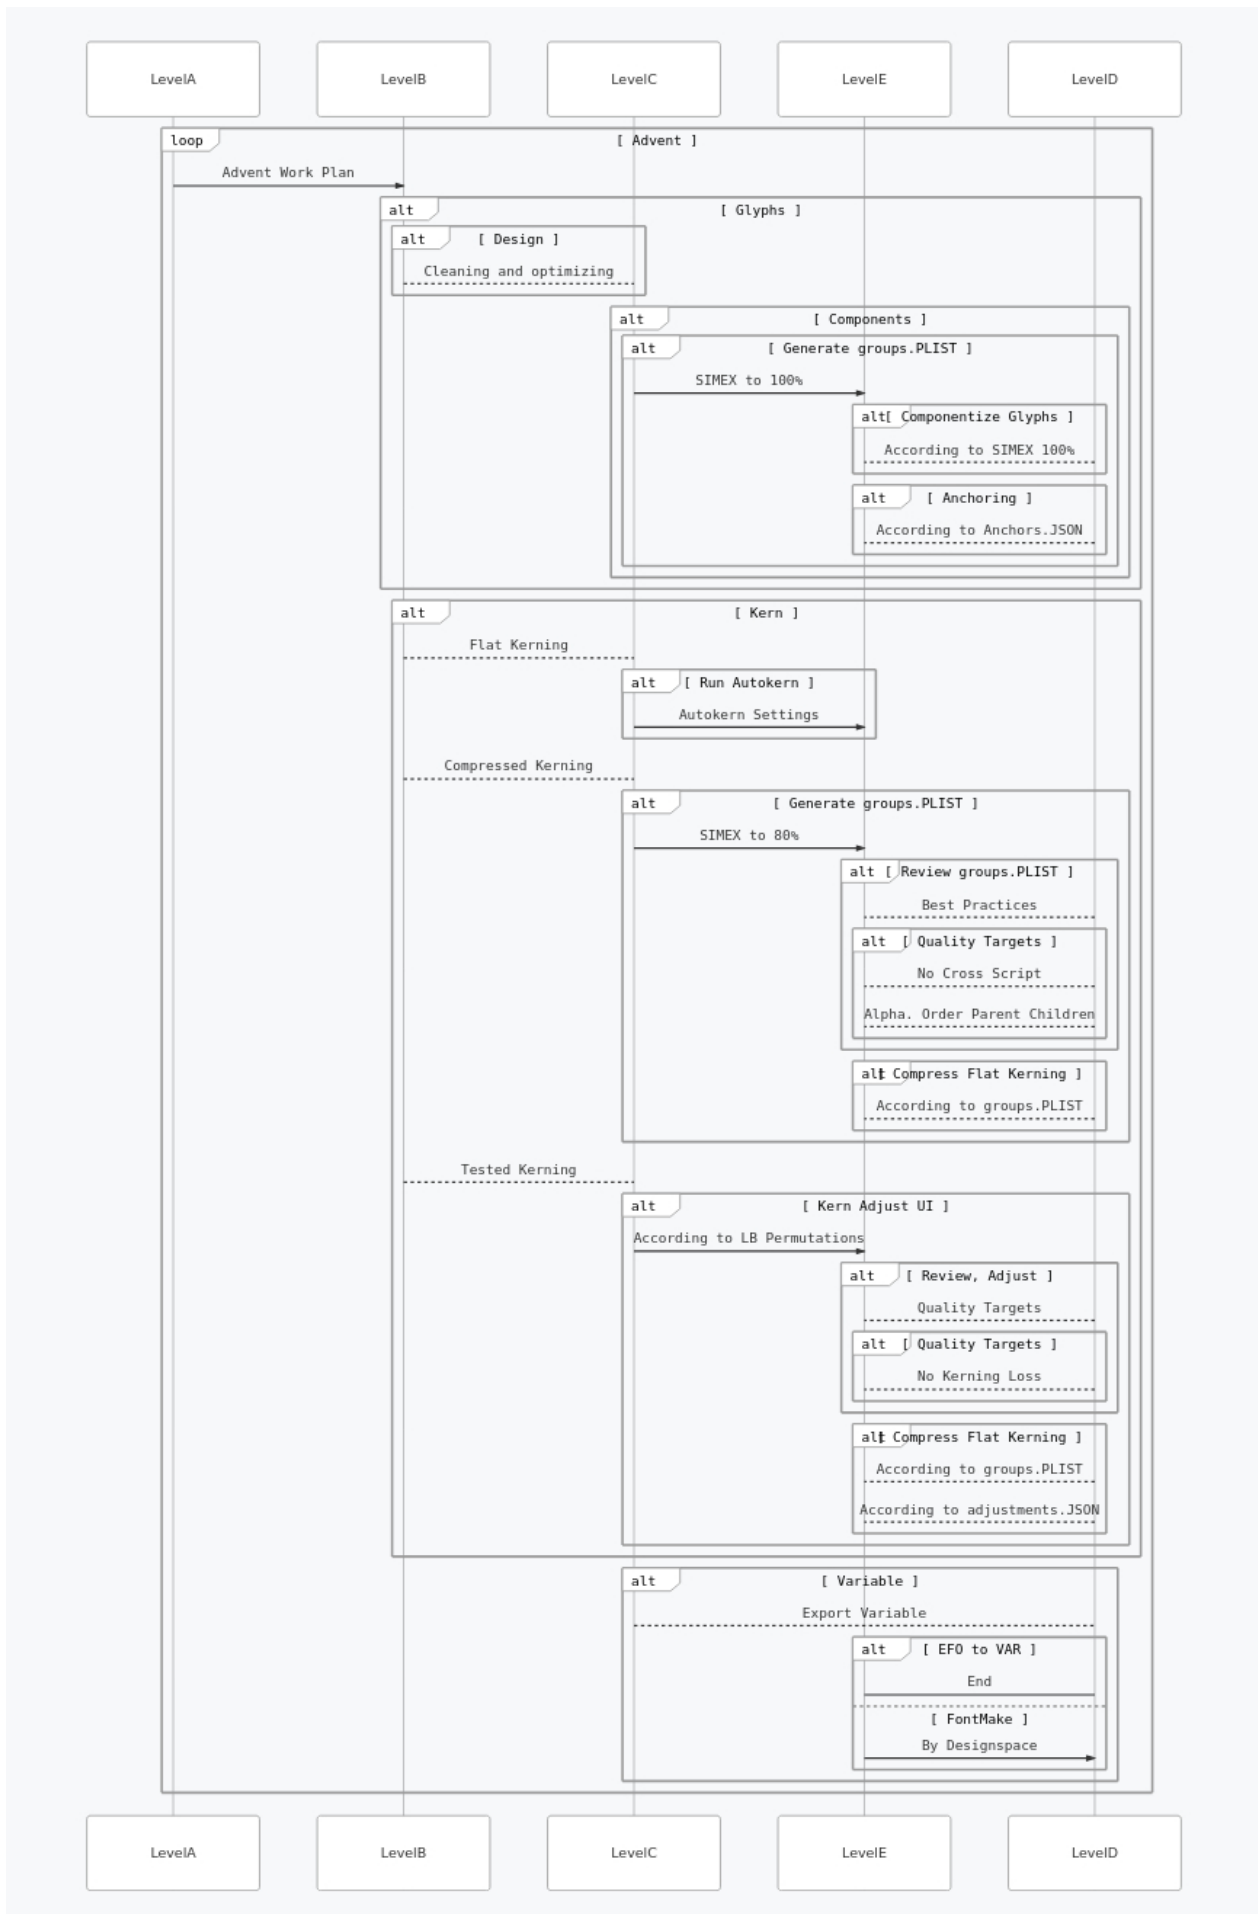 LevelA
LevelB
LevelC
LevelE
LevelD
loop
[ Advent ]
Advent Work Plan
alt
[ Glyphs ]
alt
[ Design ]
Cleaning and optimizing
alt
[ Components ]
alt
[ Generate groups.PLIST ]
SIMEX to 100%
alt
[ Componentize Glyphs ]
According to SIMEX 100%
alt
[ Anchoring ]
According to Anchors.JSON
alt
[ Kern ]
Flat Kerning
alt
[ Run Autokern ]
Autokern Settings
Compressed Kerning
alt
[ Generate groups.PLIST ]
SIMEX to 80%
alt
[ Review groups.PLIST ]
Best Practices
alt
[ Quality Targets ]
No Cross Script
Alpha. Order Parent Children
alt
[ Compress Flat Kerning ]
According to groups.PLIST
Tested Kerning
alt
[ Kern Adjust UI ]
According to LB Permutations
alt
[ Review, Adjust ]
Quality Targets
alt
[ Quality Targets ]
No Kerning Loss
alt
[ Compress Flat Kerning ]
According to groups.PLIST
According to adjustments.JSON
alt
[ Variable ]
Export Variable
alt
[ EFO to VAR ]
End
[ FontMake ]
By Designspace
LevelA
LevelB
LevelC
LevelE
LevelD